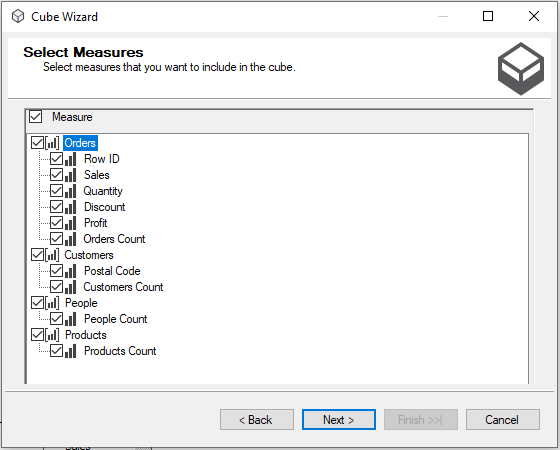 Cube Wizard
Select Measures
Select measures that you want to include in the cube.
Measure
Orders
Row ID
Sales
Quantity
Discount
Profit
Orders Count
Customers
Postal Code
Customers Count
People
People Count
Products
Products Count
< Back
Next >
Finish >>|
Cancel